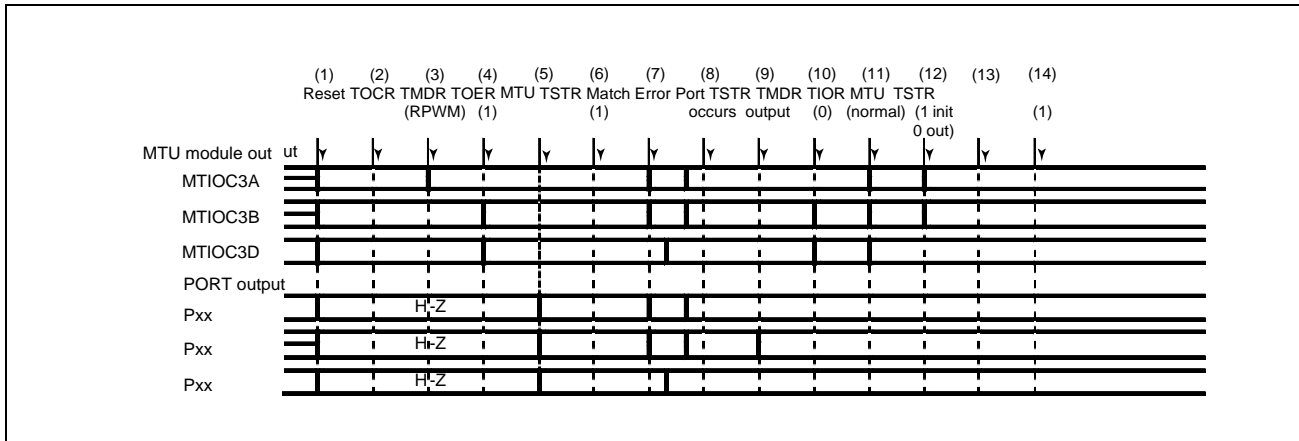 (1) (2) (3) (4) (5) (6) (7) (8) (9) (10) (11) (12) (13) (14)
Reset TOCR TMDR TOER MTU TSTR Match Error Port TSTR TMDR TIOR MTU TSTR
(RPWM) (1) (1) occurs output (0) (normal) (1 init (1)
0 out)
MTU module out ut
MTIOC3A
MTIOC3B
MTIOC3D
PORT output
Pxx H-Z
Pxx H-Z
Pxx H-Z